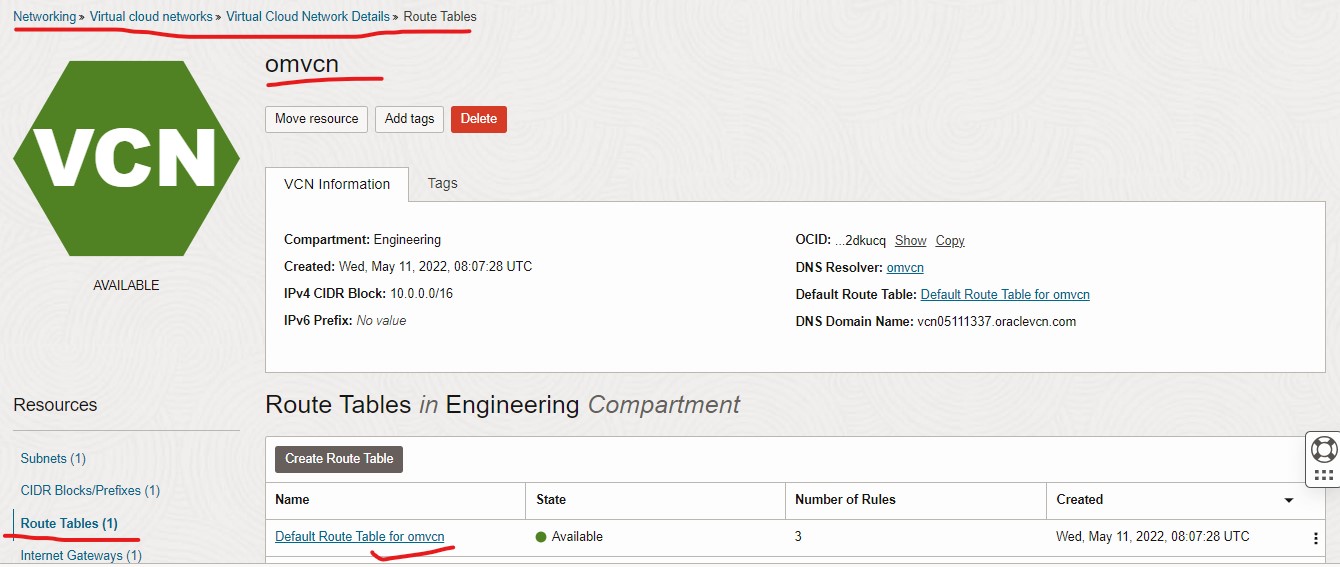 Networking » Virtual cloud networks » Virtual Cloud Network Details » Route Tables
VCN
AVAILABLE
omvcn
Move resource Add tags Delete
VCN Information Tags
Compartment: Engineering
Created: Wed, May 11, 2022, 08:07:28 UTC
IPv4 CIDR Block: 10.0.0.0/16
IPv6 Prefix: No value
OCID: ...2dkucq Show Copy
DNS Resolver: omvcn
Default Route Table: Default Route Table for omvcn
DNS Domain Name: vcn05111337.oraclevcn.com
Resources
Subnets (1)
CIDR Blocks/Prefixes (1)
Route Tables (1)
Internet Gateways (1)
Route Tables in Engineering Compartment
Create Route Table
Name State Number of Rules Created
Default Route Table for omvcn Available 3 Wed, May 11, 2022, 08:07:28 UTC